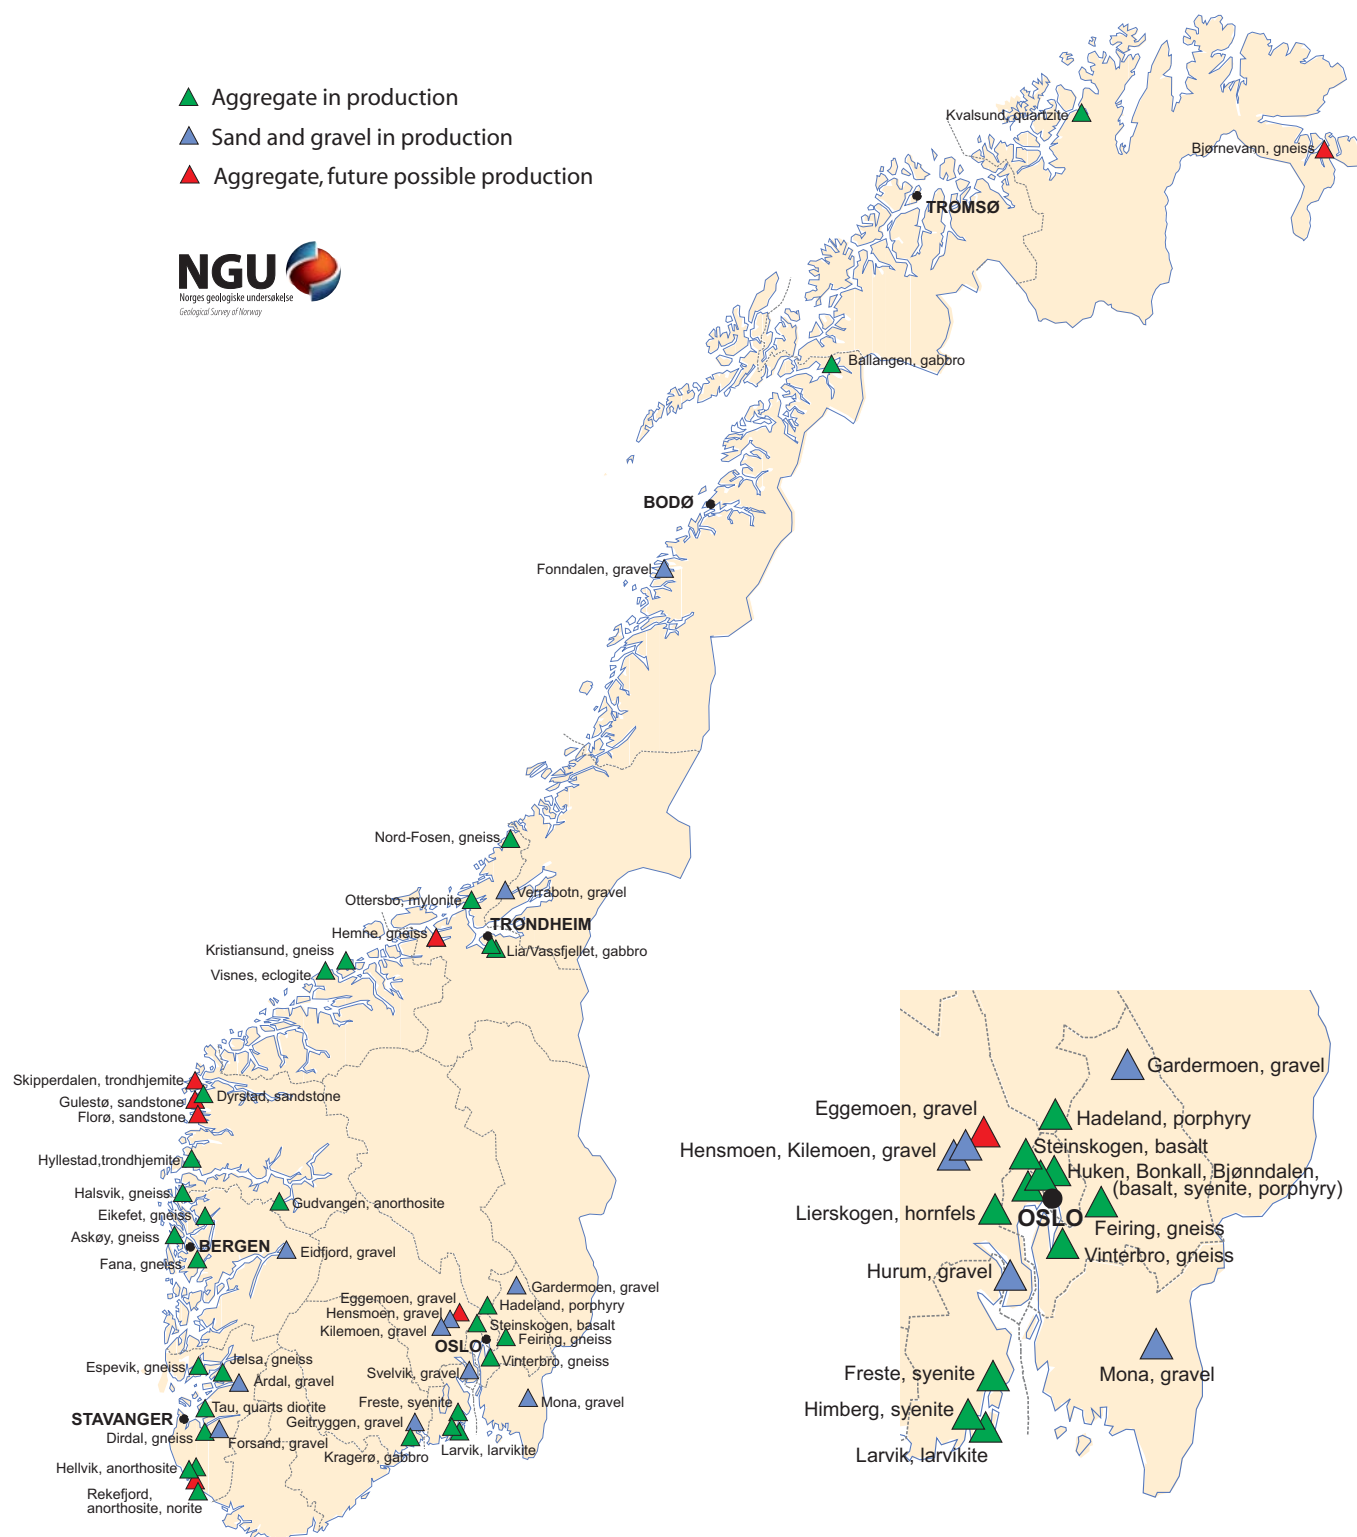 Aggregate in production
Sand and gravel in production
Aggregate, future possible production
NGU
Norges geologiske undersøkelse
Geological Survey of Norway
Kvalsund, quartzite
Bjørnevann, gneiss
TROMSØ
Ballangen, gabbro
BODØ
Fonndalen, gravel
Nord-Fosen, gneiss
Verrabotn, gravel
Ottersbo, mylonite
TRONDHEIM
Hemne, gneiss
Kristiansund, gneiss
Lia/Vassfjellet, gabbro
Visnes, eclogite
Skipperdalen, trondhjemite
Dyrstad, sandstone
Gulestø, sandstone
Florø, sandstone
Hyllestad,trondhjemite
Halsvik, gneiss
Gudvangen, anorthosite
Eikefet, gneiss
Askøy, gneiss
BERGEN
Eidfjord, gravel
Fana, gneiss
Gardermoen, gravel
Eggemoen, gravel
Hadeland, porphyry
Hensmoen, gravel
Steinskogen, basalt
Kilemoen, gravel
Feiring, gneiss
OSLO
Vinterbro, gneiss
Jelsa, gneiss
Espevik, gneiss
Svelvik, gravel
Årdal, gravel
Mona, gravel
Freste, syenite
Tau, quarts diorite
STAVANGER
Geitryggen, gravel
Dirdal, gneiss
Forsand, gravel
Larvik, larvikite
Kragerø, gabbro
Hellvik, anorthosite
Rekefjord,
anorthosite, norite
Gardermoen, gravel
Eggemoen, gravel
Hadeland, porphyry
Hensmoen, Kilemoen, gravel
Steinskogen, basalt
Huken, Bonkall, Bjønndalen,
(basalt, syenite, porphyry)
Lierskogen, hornfels
OSLO
Feiring, gneiss
Vinterbro, gneiss
Hurum, gravel
Freste, syenite
Mona, gravel
Himberg, syenite
Larvik, larvikite